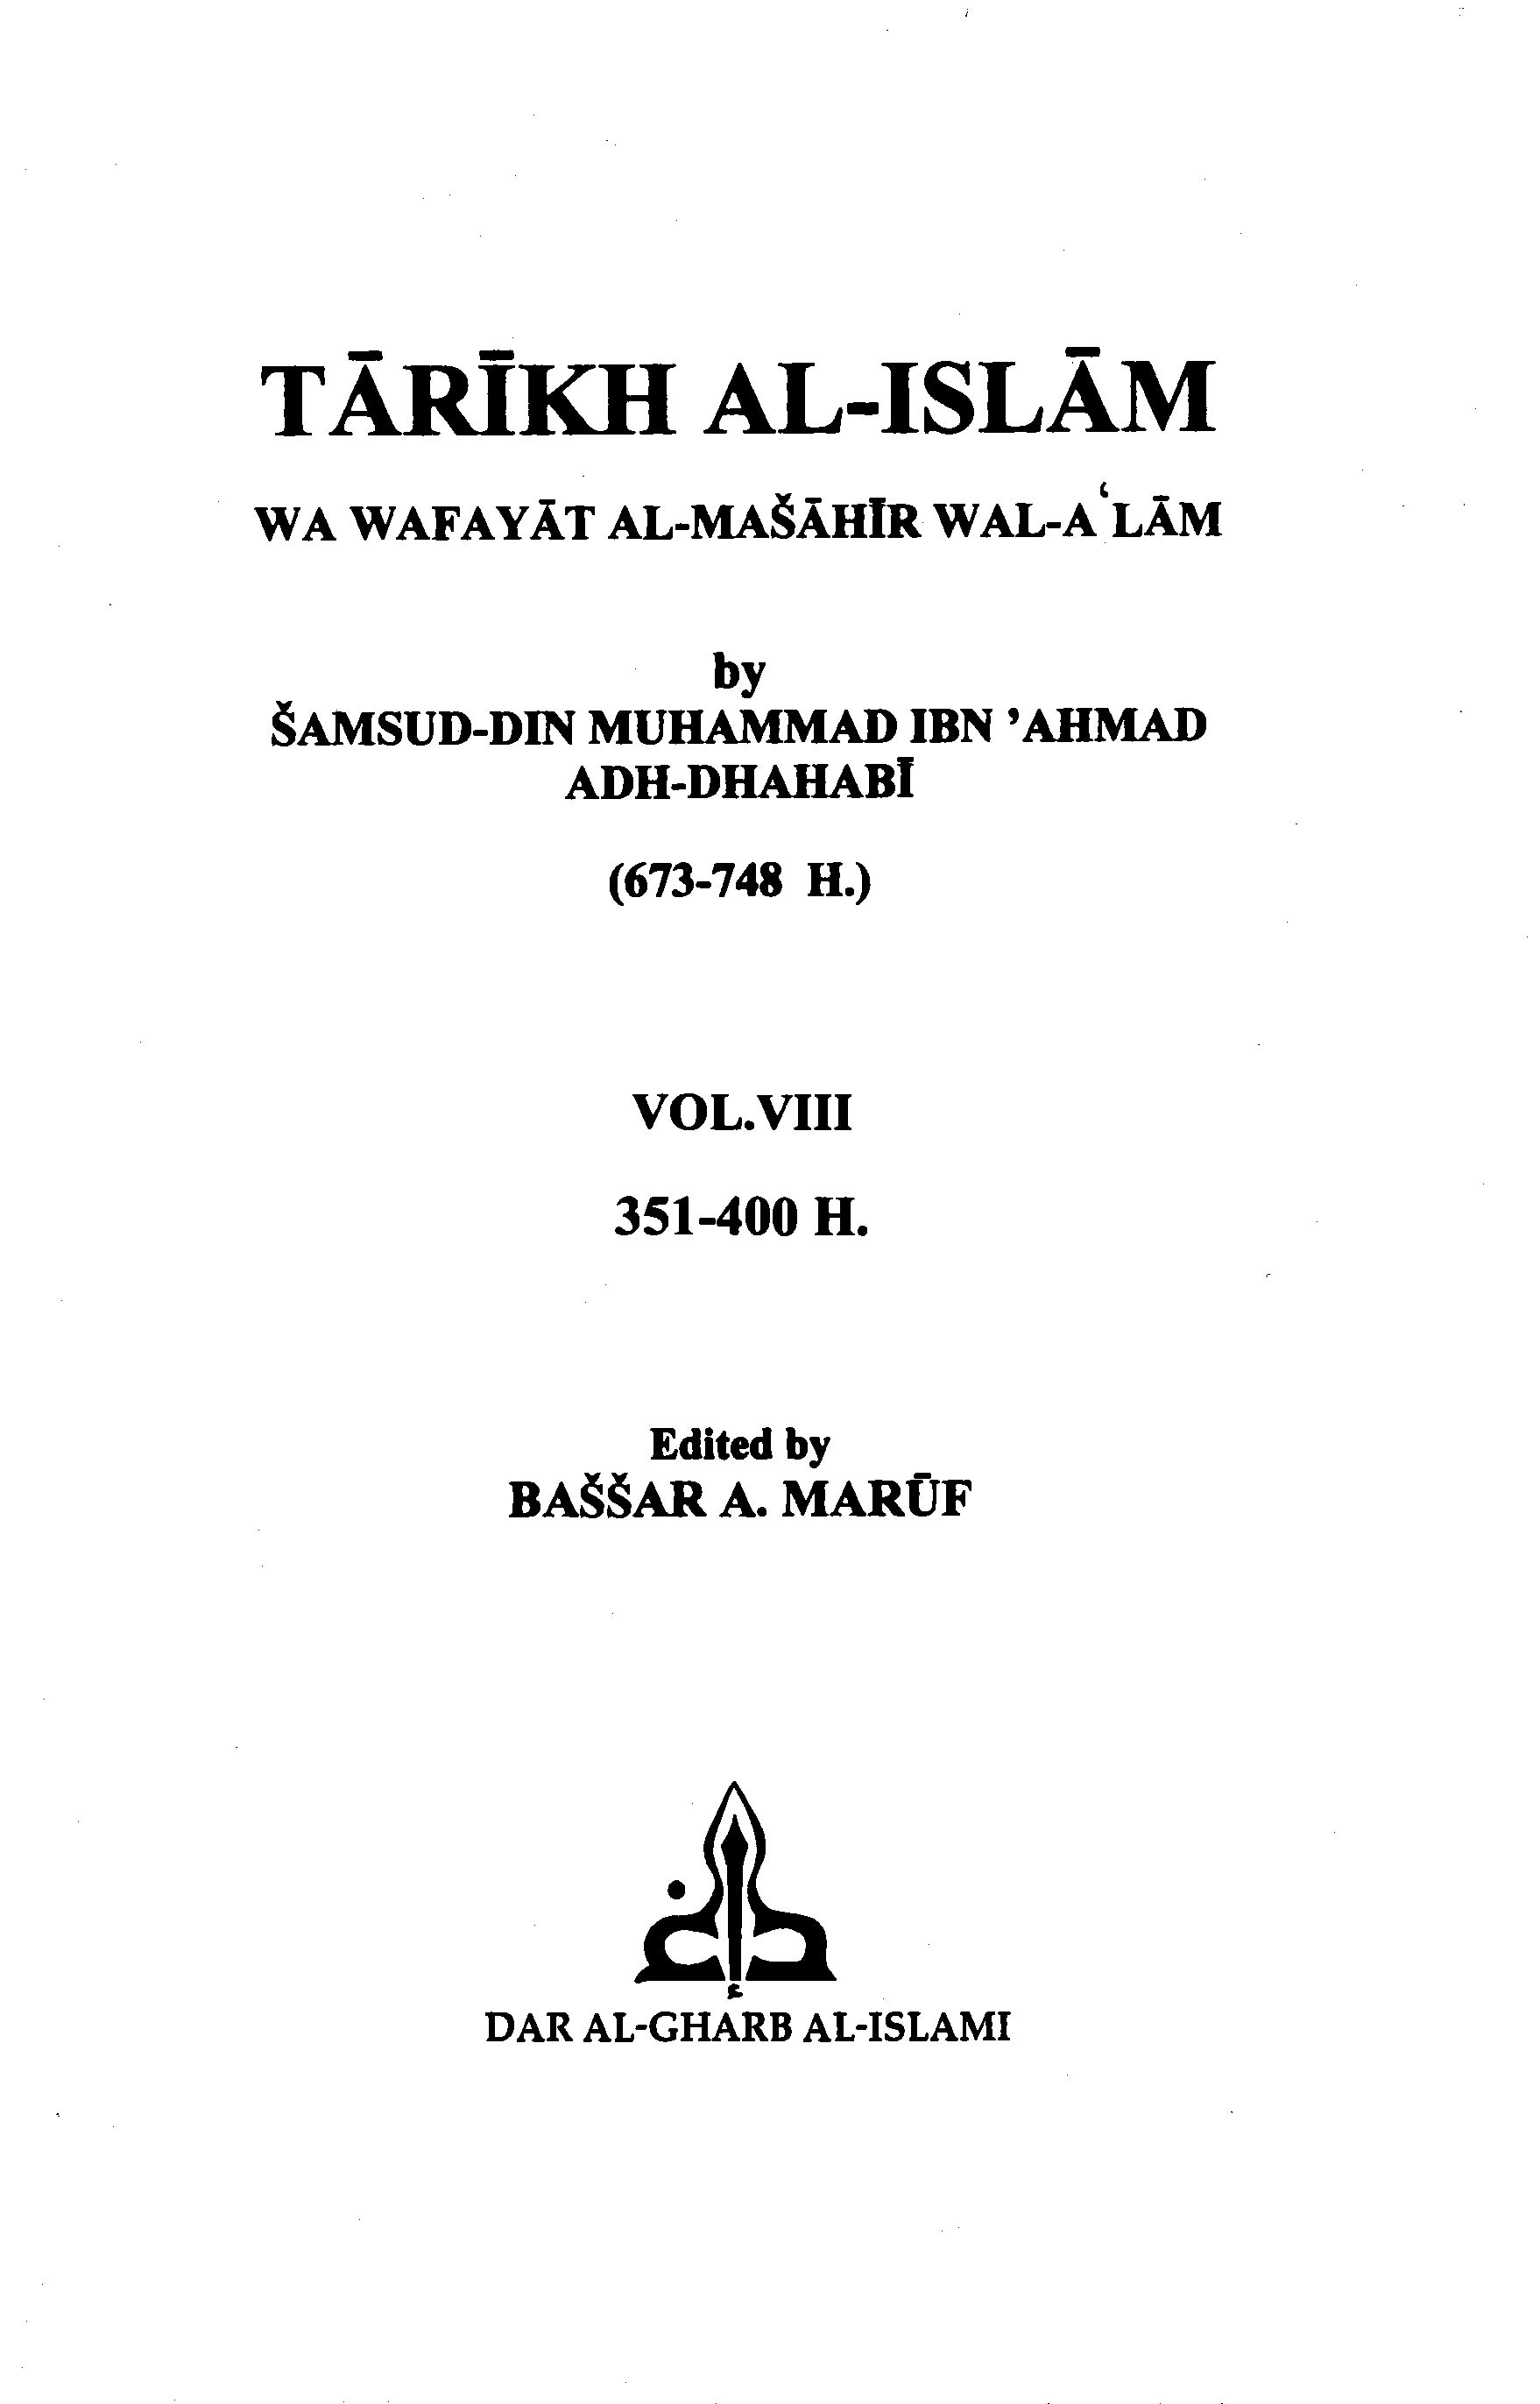 TĀRĪKH AL-ISLĀM
WA WAFAYĀT AL-MAŠĀHĪR WAL-A‘LĀM
by
ŠAMSUD-DIN MUHAMMAD IBN ’AHMAD
ADH-DHAHABĪ
(673-748 H.)
VOL.VIII
351-400 H.
Edited by
BAŠŠAR A. MARŪF
DAR AL-GHARB AL-ISLAMI